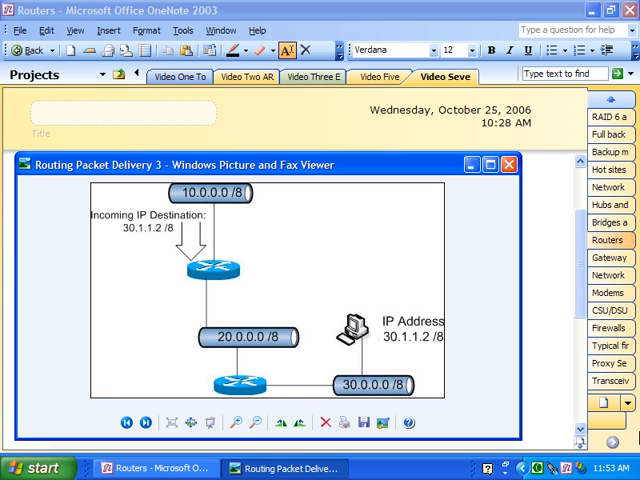 Routers - Microsoft Office OneNote 2003
File Edit View Insert Format Tools Window Help
Type a question for help
Back
Verdana 12 B I U
Projects
Video One To Video Two AR Video Three E Video Five Video Seve
Type text to find
Title
Wednesday, October 25, 2006
10:28 AM
Routing Packet Delivery 3 - Windows Picture and Fax Viewer
10.0.0.0 /8
Incoming IP Destination:
30.1.1.2 /8
20.0.0.0 /8
IP Address
30.1.1.2 /8
30.0.0.0 /8
RAID 6 a
Full back
Backup m
Hot sites
Network
Hubs and
Bridges a
Routers
Gateway
Network
Modems
CSU/DSU
Firewalls
Typical fir
Proxy Se
Transceiv
start
Routers - Microsoft O...
Routing Packet Delive...
11:53 AM